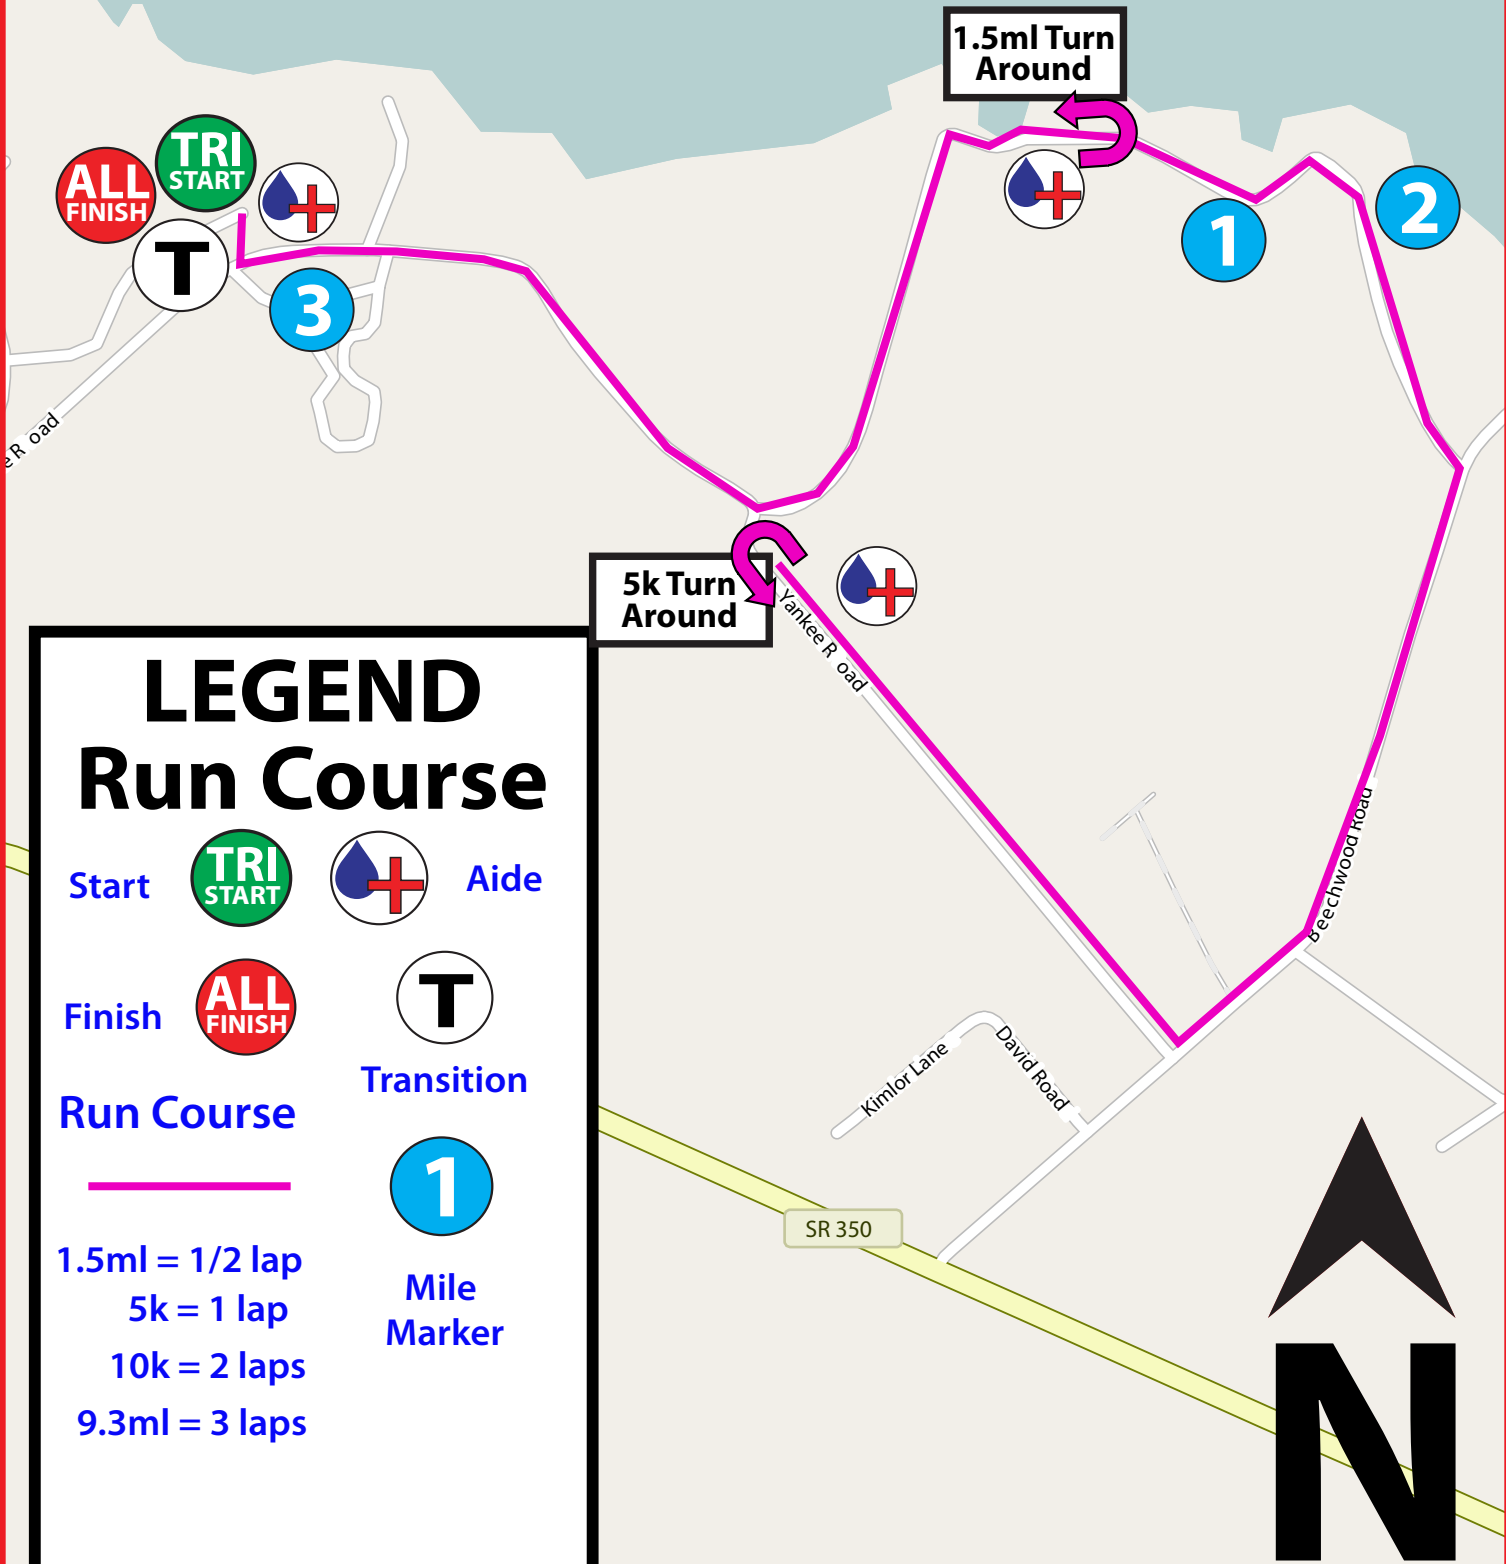 1.5ml Turn
Around
TRI
START
ALL
FINISH
T
1
2
3
e R oad
5k Turn
Around
Yankee R oad
LEGEND
Run Course
Start
TRI
START
Aide
Finish
ALL
FINISH
T
Transition
Run Course
1
1.5ml = 1/2 lap
5k = 1 lap
10k = 2 laps
9.3ml = 3 laps
Mile
Marker
Beechwood Road
Kimlor Lane
David Road
SR 350
N